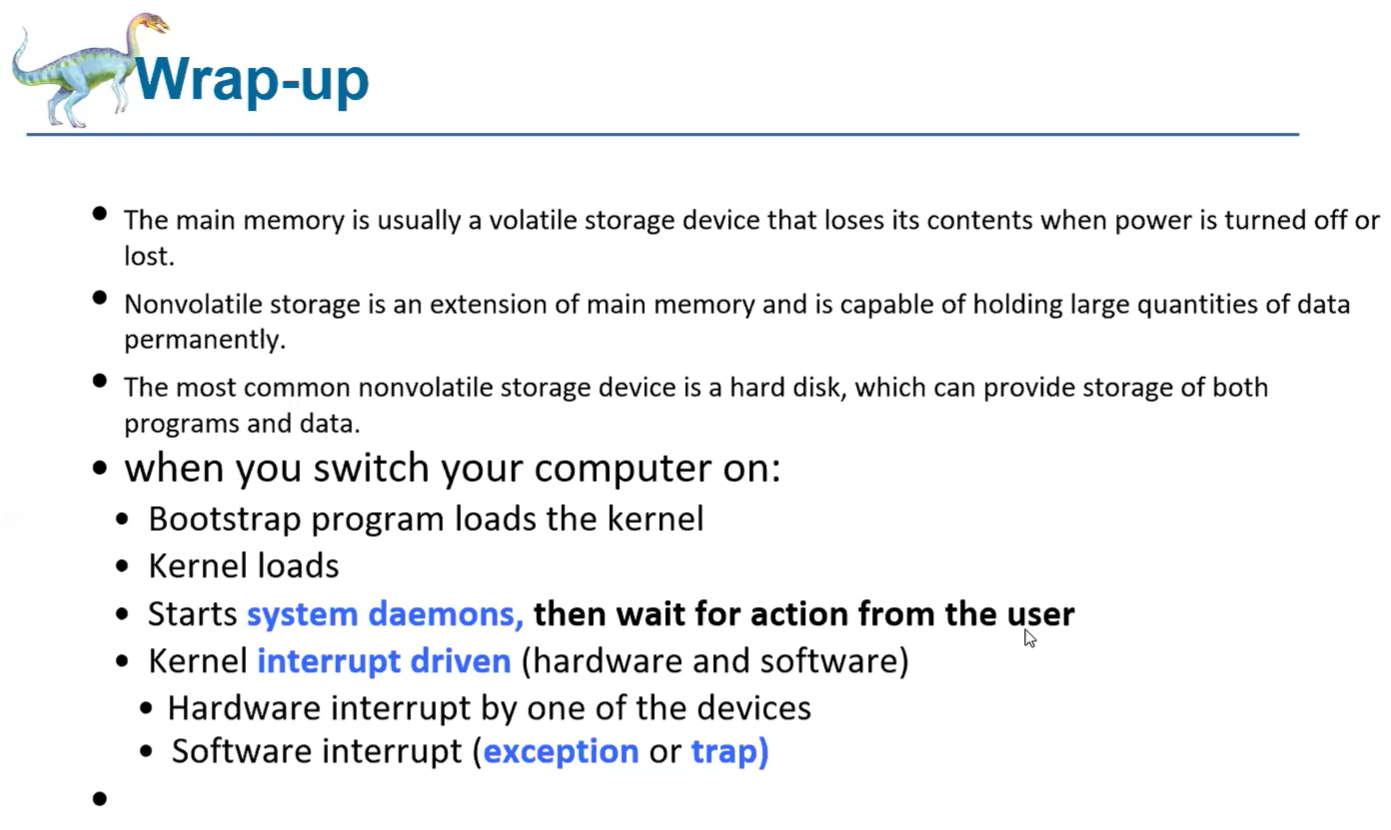 Wrap-up
• The main memory is usually a volatile storage device that loses its contents when power is turned off or
lost.
• Nonvolatile storage is an extension of main memory and is capable of holding large quantities of data
permanently.
• The most common nonvolatile storage device is a hard disk, which can provide storage of both
programs and data.
• when you switch your computer on:
• Bootstrap program loads the kernel
• Kernel loads
• Starts system daemons, then wait for action from the user
• Kernel interrupt driven (hardware and software)
• Hardware interrupt by one of the devices
• Software interrupt (exception or trap)
•